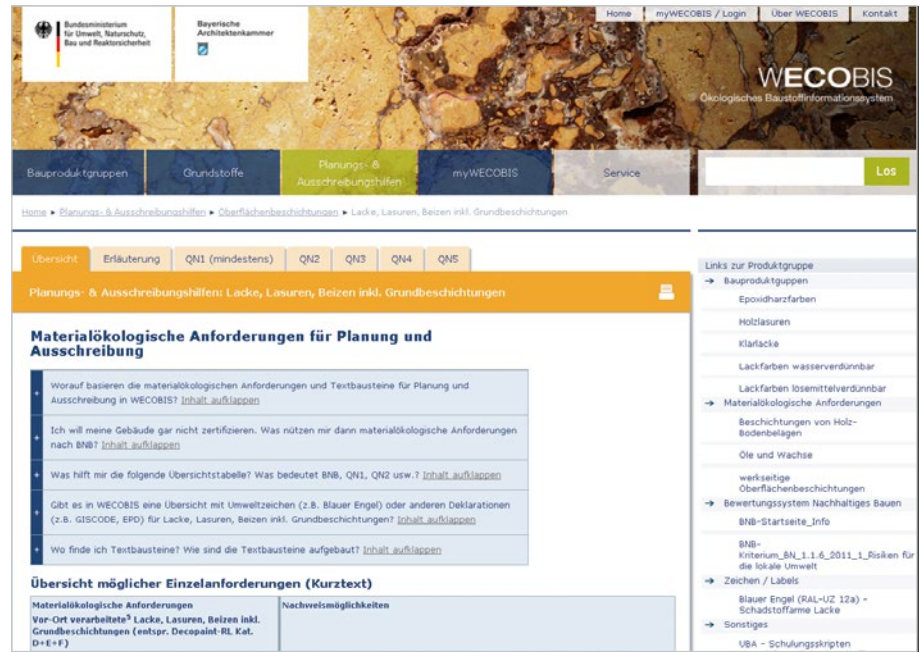 Bundesministerium
für Umwelt, Naturschutz,
Bau und Reaktorsicherheit
Bayerische
Architektenkammer
Home myWECOBIS / Login Über WECOBIS Kontakt
WECOBIS
Ökologisches Baustoffinformationssystem
Bauproduktgruppen
Grundstoffe
Planungs- &
Ausschreibungshilfen
myWECOBIS
Service
Los
Home ▸ Planungs- & Ausschreibungshilfen ▸ Oberflächenbeschichtungen ▸ Lacke, Lasuren, Beizen inkl. Grundbeschichtungen
Übersicht Erläuterung QN1 (mindestens) QN2 QN3 QN4 QN5
Planungs- & Ausschreibungshilfen: Lacke, Lasuren, Beizen inkl. Grundbeschichtungen
Materialökologische Anforderungen für Planung und
Ausschreibung
+ Worauf basieren die materialökologischen Anforderungen und Textbausteine für Planung und
Ausschreibung in WECOBIS? Inhalt aufklappen
+ Ich will meine Gebäude gar nicht zertifizieren. Was nützen mir dann materialökologische Anforderungen
nach BNB? Inhalt aufklappen
+ Was hilft mir die folgende Übersichtstabelle? Was bedeutet BNB, QN1, QN2 usw.? Inhalt aufklappen
+ Gibt es in WECOBIS eine Übersicht mit Umweltzeichen (z.B. Blauer Engel) oder anderen Deklarationen
(z.B. GISCODE, EPD) für Lacke, Lasuren, Beizen inkl. Grundbeschichtungen? Inhalt aufklappen
+ Wo finde ich Textbausteine? Wie sind die Textbausteine aufgebaut? Inhalt aufklappen
Übersicht möglicher Einzelanforderungen (Kurztext)
Materialökologische Anforderungen
Vor-Ort verarbeitete⁵ Lacke, Lasuren, Beizen inkl.
Grundbeschichtungen (entspr. Decopaint-RL Kat.
D+E+F)
Nachweismöglichkeiten
Links zur Produktgruppe
→ Bauproduktguppen
Epoxidharzfarben
Holzlasuren
Klarlacke
Lackfarben wasserverdünnbar
Lackfarben lösemittelverdünnbar
→ Materialökologische Anforderungen
Beschichtungen von Holz-
Bodenbelägen
Öle und Wachse
werkseitige
Oberflächenbeschichtungen
→ Bewertungssystem Nachhaltiges Bauen
BNB-Startseite_Info
BNB-
Kriterium_BN_1.1.6_2011_1_Risiken für
die lokale Umwelt
→ Zeichen / Labels
Blauer Engel (RAL-UZ 12a) -
Schadstoffarme Lacke
→ Sonstiges
UBA - Schulungsskripten